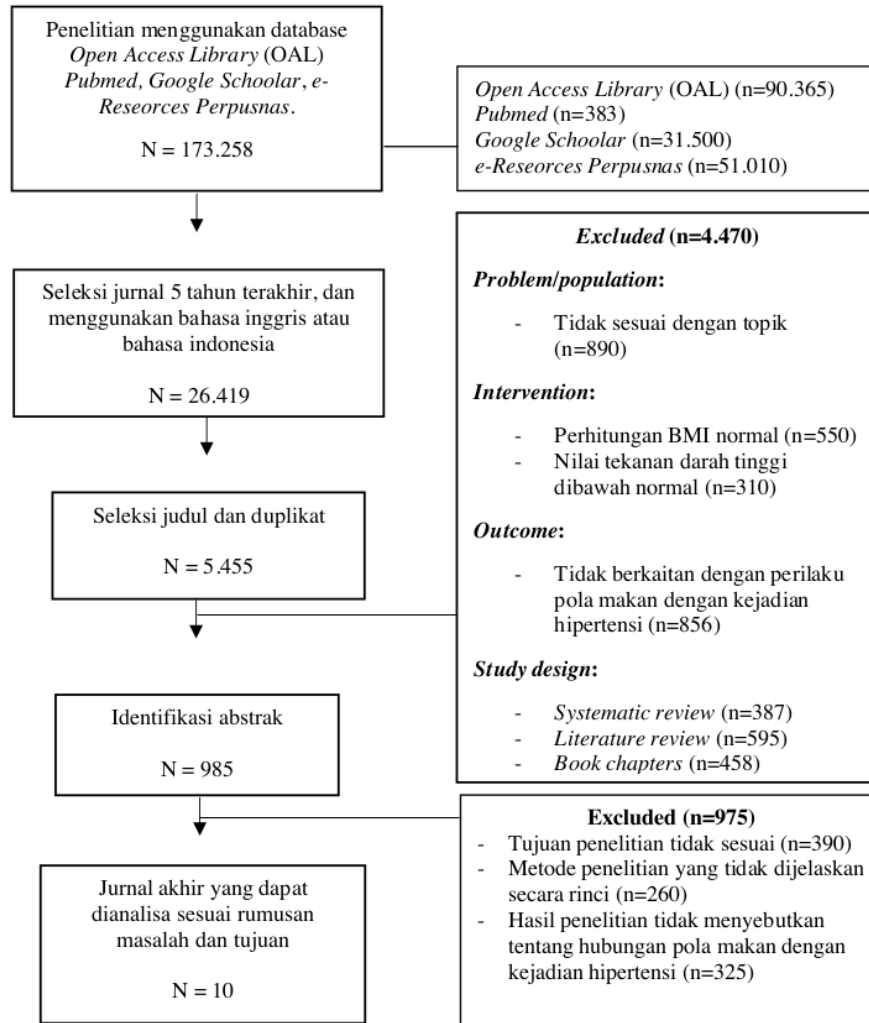 Penelitian menggunakan database
Open Access Library (OAL)
Pubmed, Google Schoolar, e-
Reseorces Perpusnas.
N = 173.258
Open Access Library (OAL) (n=90.365)
Pubmed (n=383)
Google Schoolar (n=31.500)
e-Reseorces Perpusnas (n=51.010)
Seleksi jurnal 5 tahun terakhir, dan
menggunakan bahasa inggris atau
bahasa indonesia
N = 26.419
Seleksi judul dan duplikat
N = 5.455
Excluded (n=4.470)
Problem/population:
- Tidak sesuai dengan topik
(n=890)
Intervention:
- Perhitungan BMI normal (n=550)
- Nilai tekanan darah tinggi
dibawah normal (n=310)
Outcome:
- Tidak berkaitan dengan perilaku
pola makan dengan kejadian
hipertensi (n=856)
Study design:
- Systematic review (n=387)
- Literature review (n=595)
- Book chapters (n=458)
Identifikasi abstrak
N = 985
Excluded (n=975)
- Tujuan penelitian tidak sesuai (n=390)
- Metode penelitian yang tidak dijelaskan
secara rinci (n=260)
- Hasil penelitian tidak menyebutkan
tentang hubungan pola makan dengan
kejadian hipertensi (n=325)
Jurnal akhir yang dapat
dianalisa sesuai rumusan
masalah dan tujuan
N = 10